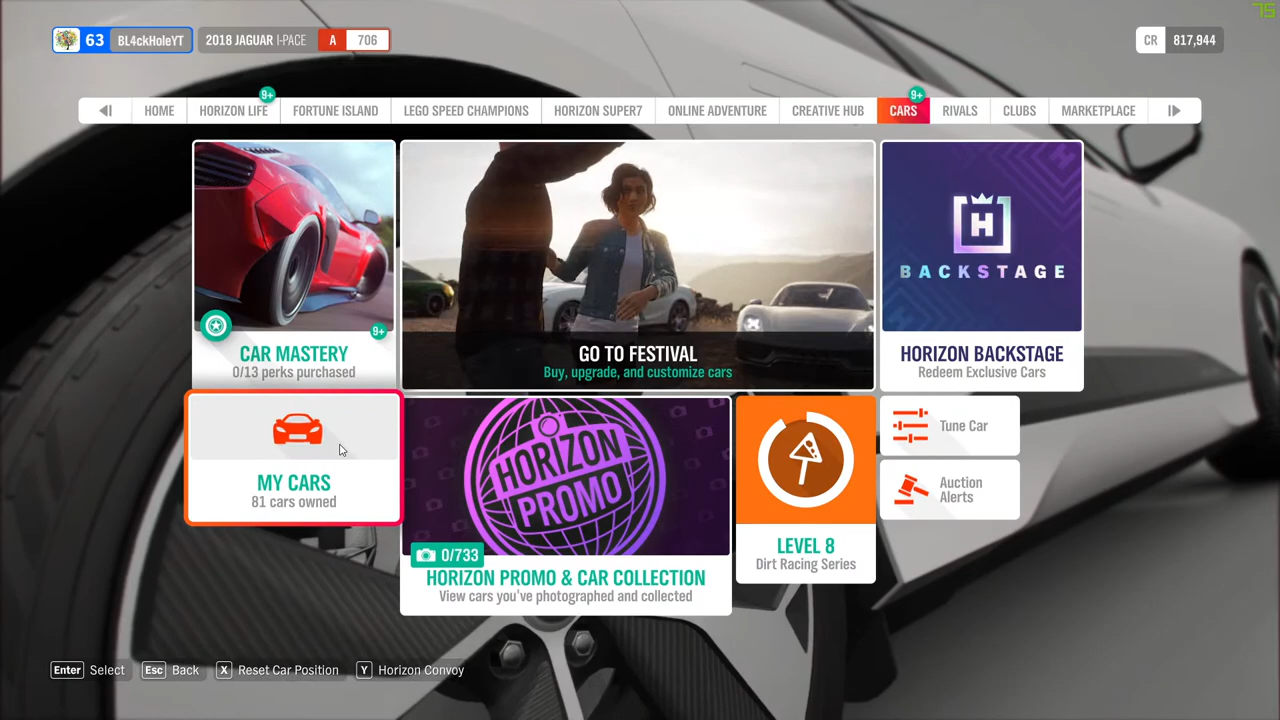 75
63 BL4ckHoleYT 2018 JAGUAR I-PACE A 706 CR 817,944
HOME HORIZON LIFE 9+ FORTUNE ISLAND LEGO SPEED CHAMPIONS HORIZON SUPER7 ONLINE ADVENTURE CREATIVE HUB CARS 9+ RIVALS CLUBS MARKETPLACE
9+
CAR MASTERY
0/13 perks purchased
GO TO FESTIVAL
Buy, upgrade, and customize cars
H
BACKSTAGE
HORIZON BACKSTAGE
Redeem Exclusive Cars
MY CARS
81 cars owned
HORIZON
PROMO
0/733
HORIZON PROMO & CAR COLLECTION
View cars you've photographed and collected
LEVEL 8
Dirt Racing Series
Tune Car
Auction
Alerts
Enter Select Esc Back X Reset Car Position Y Horizon Convoy